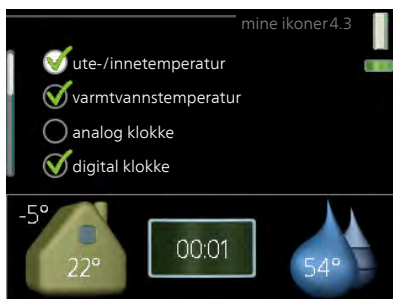 mine ikoner 4.3
ute-/innetemperatur
varmtvannstemperatur
analog klokke
digital klokke
-5°
22°
00:01
54°